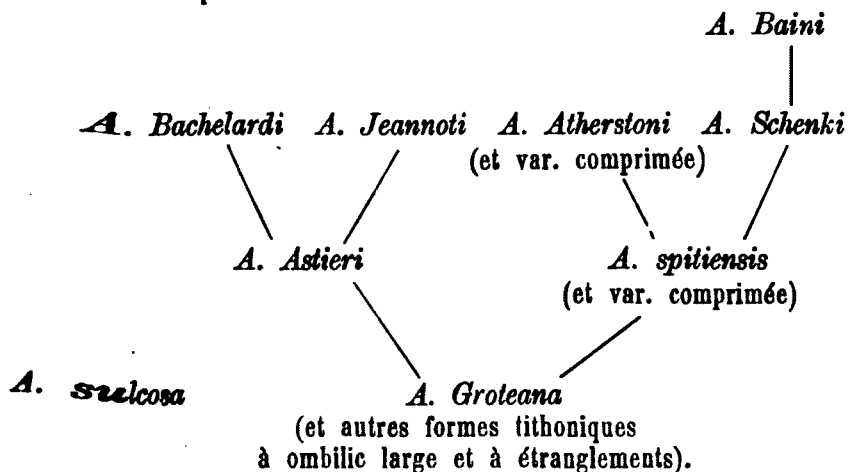 A. Baini
A. Bachelardi A. Jeannoti A. Atherstoni A. Schenki
(et var. comprimée)
A. Astieri A. spitiensis
(et var. comprimée)
A. sulcosa A. Groteana
(et autres formes tithoniques
à ombilic large et à étranglements).